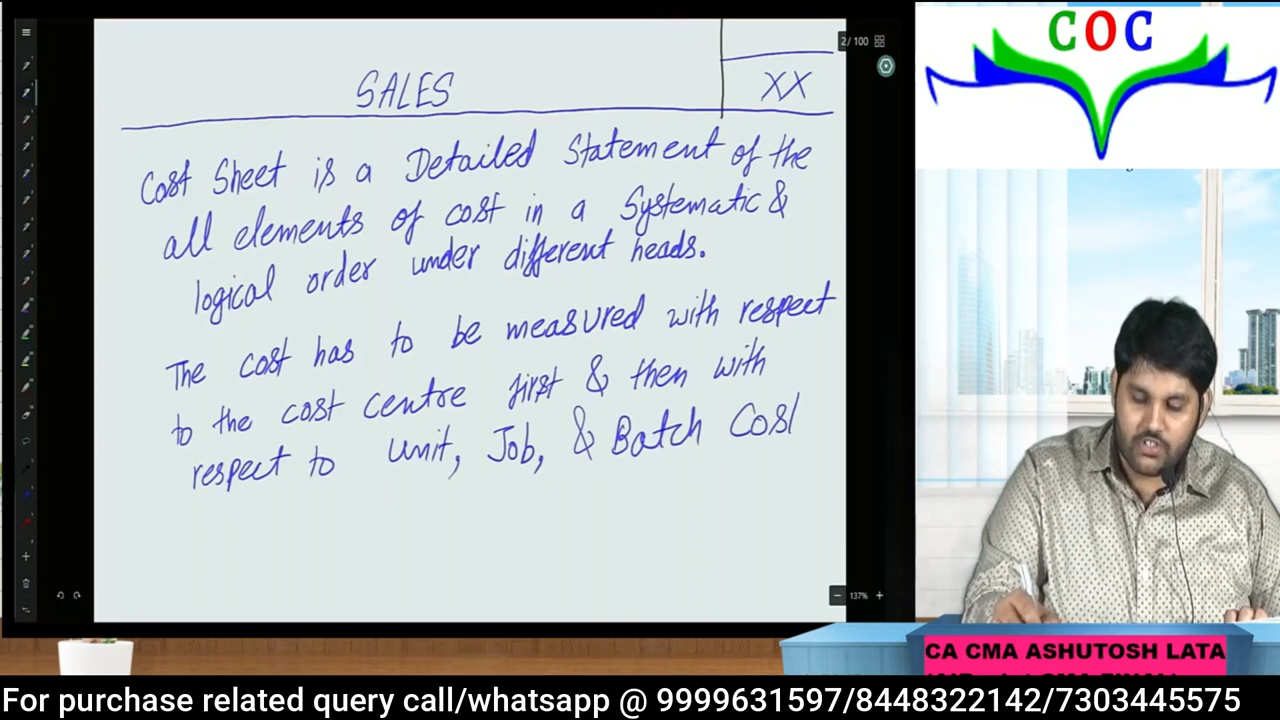 2/100
SALES XX
COC
Cost Sheet is a Detailed Statement of the
all elements of cost in a Systematic &
logical order under different heads.
The cost has to be measured with respect
to the cost centre first & then with
respect to Unit, Job, & Batch Cost
137%
CA CMA ASHUTOSH LATA
For purchase related query call/whatsapp @ 9999631597/8448322142/7303445575